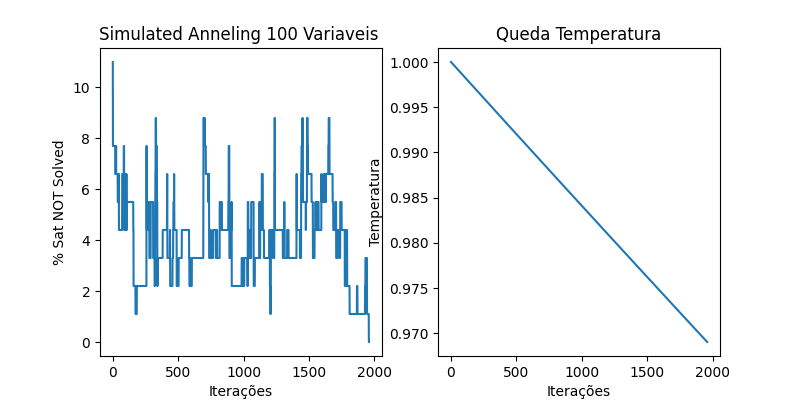 Simulated Anneling 100 Variaveis
% Sat NOT Solved
10
8
6
4
2
0
0 500 1000 1500 2000
Iterações
Queda Temperatura
Temperatura
1.000
0.995
0.990
0.985
0.980
0.975
0.970
0 500 1000 1500 2000
Iterações